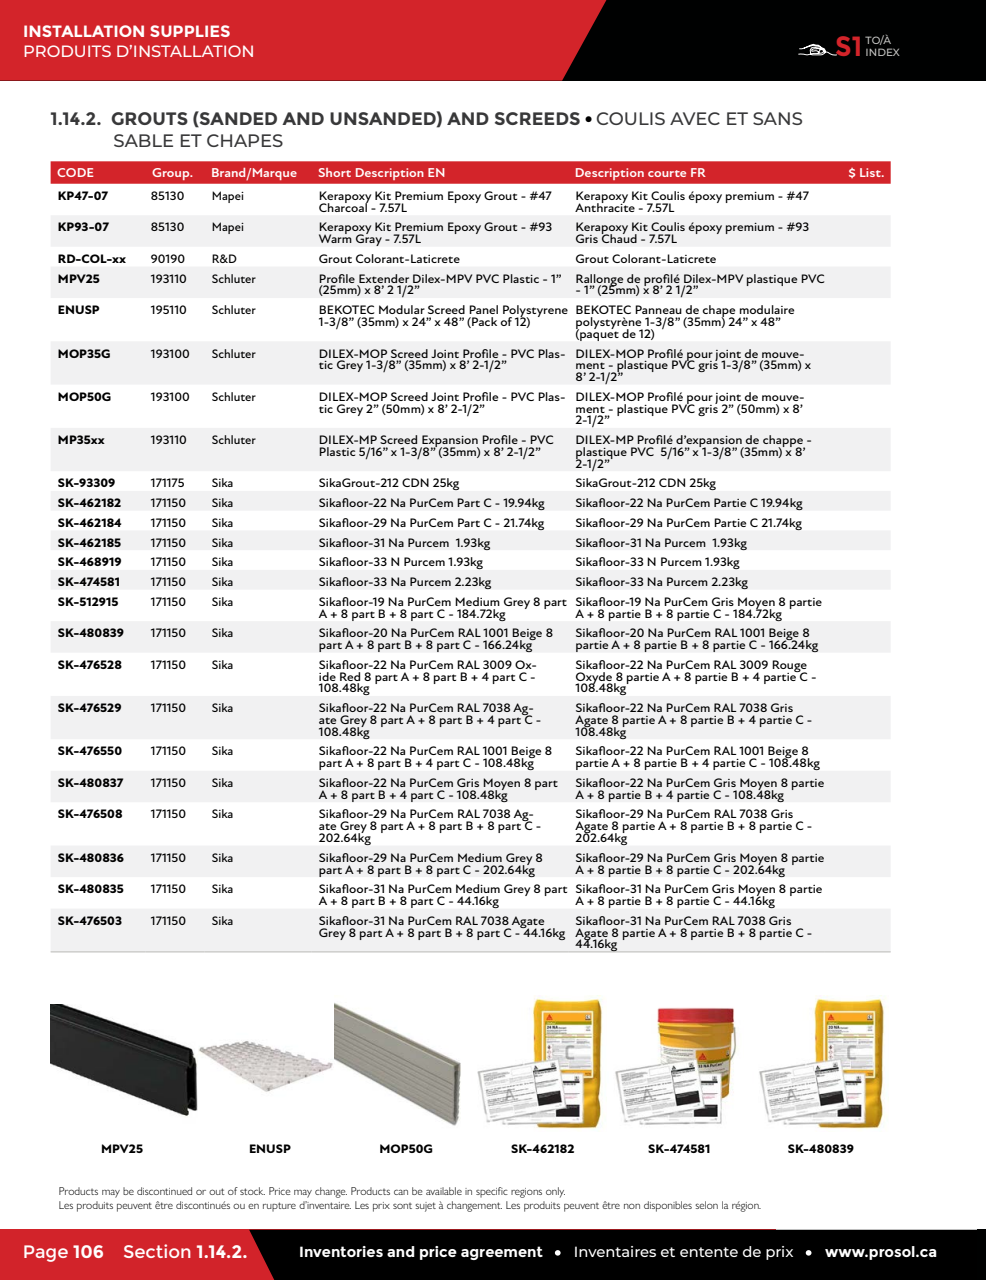 INSTALLATION SUPPLIES
PRODUITS D’INSTALLATION
S1 TO/À
INDEX
1.14.2. GROUTS (SANDED AND UNSANDED) AND SCREEDS • COULIS AVEC ET SANS
SABLE ET CHAPES
CODE Group. Brand/Marque Short Description EN Description courte FR $ List.
KP47-07 85130 Mapei Kerapoxy Kit Premium Epoxy Grout - #47 Kerapoxy Kit Coulis époxy premium - #47
Charcoal - 7.57L Anthracite - 7.57L
KP93-07 85130 Mapei Kerapoxy Kit Premium Epoxy Grout - #93 Kerapoxy Kit Coulis époxy premium - #93
Warm Gray - 7.57L Gris Chaud - 7.57L
RD-COL-xx 90190 R&D Grout Colorant-Laticrete Grout Colorant-Laticrete
MPV25 193110 Schluter Profile Extender Dilex-MPV PVC Plastic - 1” Rallonge de profilé Dilex-MPV plastique PVC
(25mm) x 8’ 2 1/2” - 1” (25mm) x 8’ 2 1/2”
ENUSP 195110 Schluter BEKOTEC Modular Screed Panel Polystyrene BEKOTEC Panneau de chape modulaire
1-3/8” (35mm) x 24” x 48” (Pack of 12) polystyrène 1-3/8” (35mm) 24” x 48”
(paquet de 12)
MOP35G 193100 Schluter DILEX-MOP Screed Joint Profile - PVC Plas- DILEX-MOP Profilé pour joint de mouve-
tic Grey 1-3/8” (35mm) x 8’ 2-1/2” ment - plastique PVC gris 1-3/8” (35mm) x
8’ 2-1/2”
MOP50G 193100 Schluter DILEX-MOP Screed Joint Profile - PVC Plas- DILEX-MOP Profilé pour joint de mouve-
tic Grey 2” (50mm) x 8’ 2-1/2” ment - plastique PVC gris 2” (50mm) x 8’
2-1/2”
MP35xx 193110 Schluter DILEX-MP Screed Expansion Profile - PVC DILEX-MP Profilé d’expansion de chappe -
Plastic 5/16” x 1-3/8” (35mm) x 8’ 2-1/2” plastique PVC 5/16” x 1-3/8” (35mm) x 8’
2-1/2”
SK-93309 171175 Sika SikaGrout-212 CDN 25kg SikaGrout-212 CDN 25kg
SK-462182 171150 Sika Sikafloor-22 Na PurCem Part C - 19.94kg Sikafloor-22 Na PurCem Partie C 19.94kg
SK-462184 171150 Sika Sikafloor-29 Na PurCem Part C - 21.74kg Sikafloor-29 Na PurCem Partie C 21.74kg
SK-462185 171150 Sika Sikafloor-31 Na Purcem 1.93kg Sikafloor-31 Na Purcem 1.93kg
SK-468919 171150 Sika Sikafloor-33 N Purcem 1.93kg Sikafloor-33 N Purcem 1.93kg
SK-474581 171150 Sika Sikafloor-33 Na Purcem 2.23kg Sikafloor-33 Na Purcem 2.23kg
SK-512915 171150 Sika Sikafloor-19 Na PurCem Medium Grey 8 part Sikafloor-19 Na PurCem Gris Moyen 8 partie
A + 8 part B + 8 part C - 184.72kg A + 8 partie B + 8 partie C - 184.72kg
SK-480839 171150 Sika Sikafloor-20 Na PurCem RAL 1001 Beige 8 Sikafloor-20 Na PurCem RAL 1001 Beige 8
part A + 8 part B + 8 part C - 166.24kg partie A + 8 partie B + 8 partie C - 166.24kg
SK-476528 171150 Sika Sikafloor-22 Na PurCem RAL 3009 Ox- Sikafloor-22 Na PurCem RAL 3009 Rouge
ide Red 8 part A + 8 part B + 4 part C - Oxyde 8 partie A + 8 partie B + 4 partie C -
108.48kg 108.48kg
SK-476529 171150 Sika Sikafloor-22 Na PurCem RAL 7038 Ag- Sikafloor-22 Na PurCem RAL 7038 Gris
ate Grey 8 part A + 8 part B + 4 part C - Agate 8 partie A + 8 partie B + 4 partie C -
108.48kg 108.48kg
SK-476550 171150 Sika Sikafloor-22 Na PurCem RAL 1001 Beige 8 Sikafloor-22 Na PurCem RAL 1001 Beige 8
part A + 8 part B + 4 part C - 108.48kg partie A + 8 partie B + 4 partie C - 108.48kg
SK-480837 171150 Sika Sikafloor-22 Na PurCem Gris Moyen 8 part Sikafloor-22 Na PurCem Gris Moyen 8 partie
A + 8 part B + 4 part C - 108.48kg A + 8 partie B + 4 partie C - 108.48kg
SK-476508 171150 Sika Sikafloor-29 Na PurCem RAL 7038 Ag- Sikafloor-29 Na PurCem RAL 7038 Gris
ate Grey 8 part A + 8 part B + 8 part C - Agate 8 partie A + 8 partie B + 8 partie C -
202.64kg 202.64kg
SK-480836 171150 Sika Sikafloor-29 Na PurCem Medium Grey 8 Sikafloor-29 Na PurCem Gris Moyen 8 partie
part A + 8 part B + 8 part C - 202.64kg A + 8 partie B + 8 partie C - 202.64kg
SK-480835 171150 Sika Sikafloor-31 Na PurCem Medium Grey 8 part Sikafloor-31 Na PurCem Gris Moyen 8 partie
A + 8 part B + 8 part C - 44.16kg A + 8 partie B + 8 partie C - 44.16kg
SK-476503 171150 Sika Sikafloor-31 Na PurCem RAL 7038 Agate Sikafloor-31 Na PurCem RAL 7038 Gris
Grey 8 part A + 8 part B + 8 part C - 44.16kg Agate 8 partie A + 8 partie B + 8 partie C -
44.16kg
MPV25 ENUSP MOP50G SK-462182 SK-474581 SK-480839
Products may be discontinued or out of stock. Price may change. Products can be available in specific regions only.
Les produits peuvent être discontinués ou en rupture d’inventaire. Les prix sont sujet à changement. Les produits peuvent être non disponibles selon la région.
Page 106 Section 1.14.2. Inventories and price agreement • Inventaires et entente de prix • www.prosol.ca